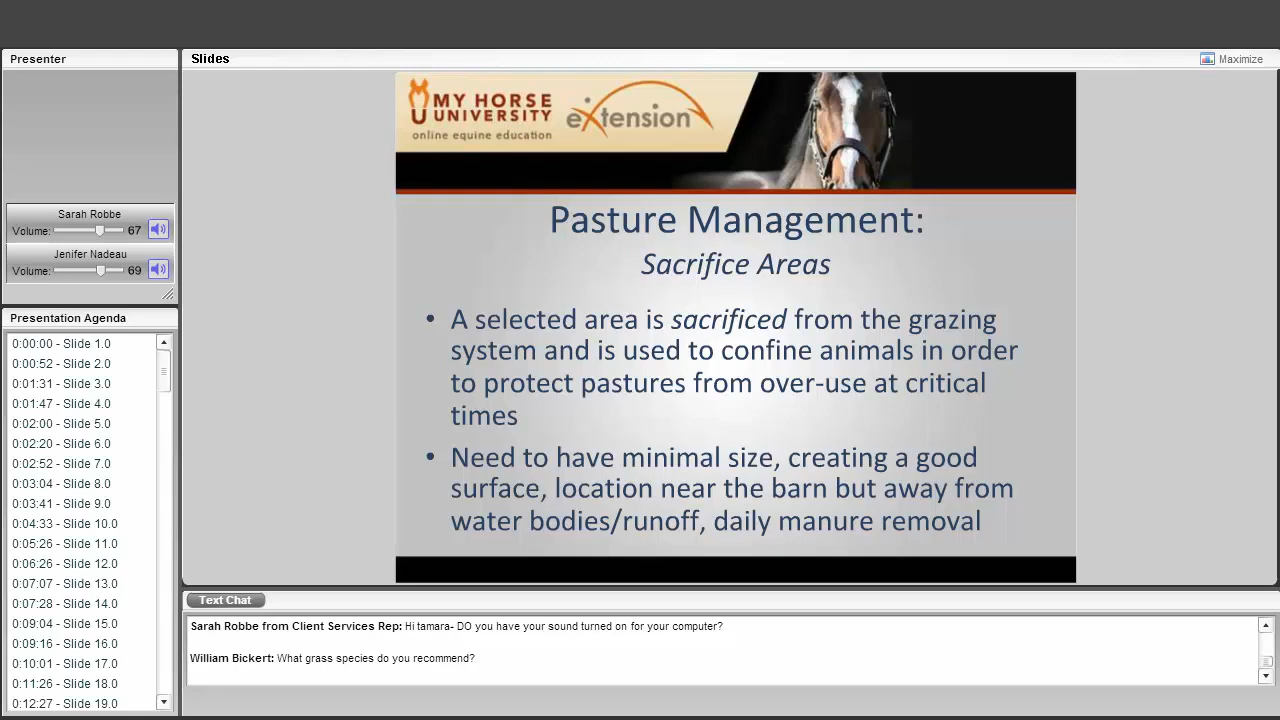 Presenter
Sarah Robbe
Volume: 67
Jenifer Nadeau
Volume: 69
Presentation Agenda
0:00:00 - Slide 1.0
0:00:52 - Slide 2.0
0:01:31 - Slide 3.0
0:01:47 - Slide 4.0
0:02:00 - Slide 5.0
0:02:20 - Slide 6.0
0:02:52 - Slide 7.0
0:03:04 - Slide 8.0
0:03:41 - Slide 9.0
0:04:33 - Slide 10.0
0:05:26 - Slide 11.0
0:06:26 - Slide 12.0
0:07:07 - Slide 13.0
0:07:28 - Slide 14.0
0:09:04 - Slide 15.0
0:09:16 - Slide 16.0
0:10:01 - Slide 17.0
0:11:26 - Slide 18.0
0:12:27 - Slide 19.0
Slides
Maximize
MY HORSE
UNIVERSITY
online equine education
eXtension
Pasture Management:
Sacrifice Areas
• A selected area is sacrificed from the grazing
system and is used to confine animals in order
to protect pastures from over-use at critical
times
• Need to have minimal size, creating a good
surface, location near the barn but away from
water bodies/runoff, daily manure removal
Text Chat
Sarah Robbe from Client Services Rep: Hi tamara- DO you have your sound turned on for your computer?
William Bickert: What grass species do you recommend?